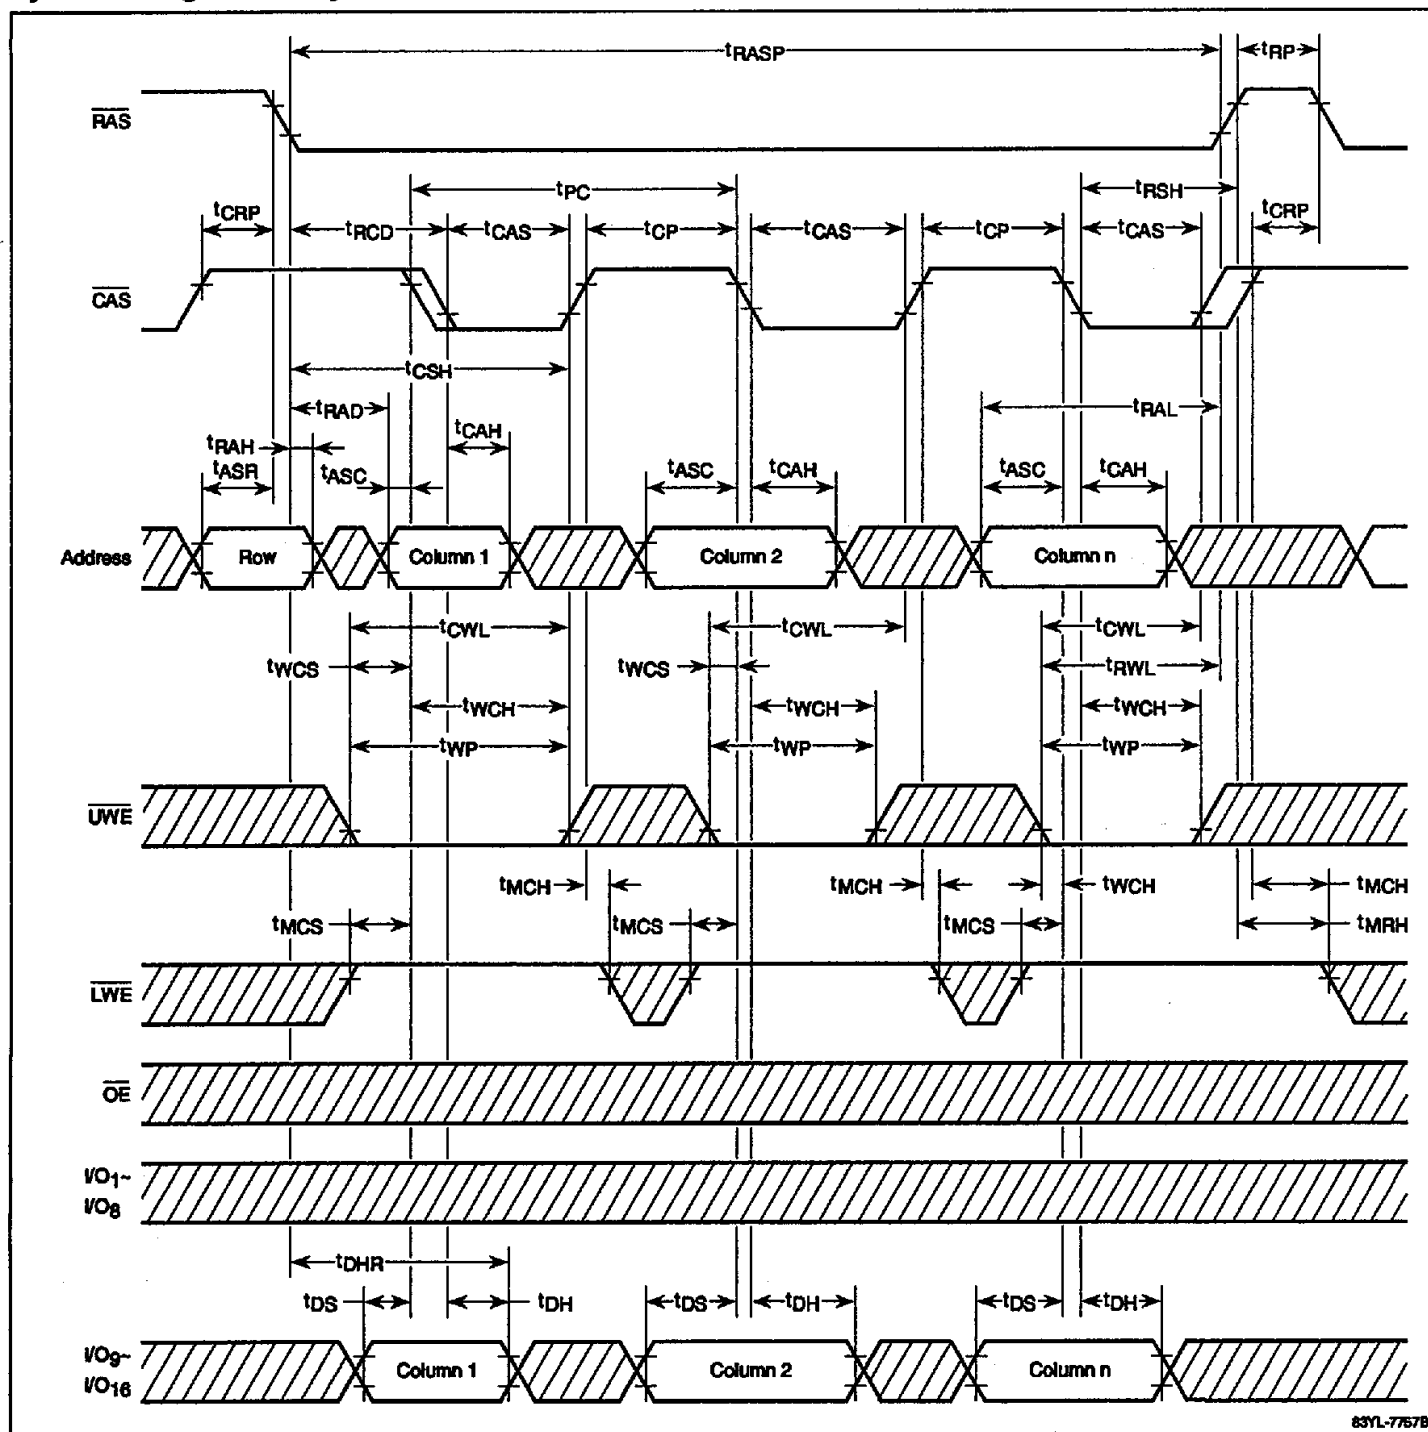 tRASP tRP
RAS
tPC tRSH
tCRP tRCD tCAS tCP tCAS tCP tCAS tCRP
CAS
tCSH
tRAD tRAL
tRAH tCAH
tASR tASC tASC tCAH tASC tCAH
Address Row Column 1 Column 2 Column n
tCWL tCWL tCWL
tWCS tWCS tRWL
tWCH tWCH tWCH
tWP tWP tWP
UWE
tMCH tMCH tWCH tMCH
tMCS tMCS tMCS tMRH
LWE
OE
I/O1~
I/O8
tDHR
tDS tDH tDS tDH tDS tDH
I/O9~ Column 1 Column 2 Column n
I/O16
83YL-7757B